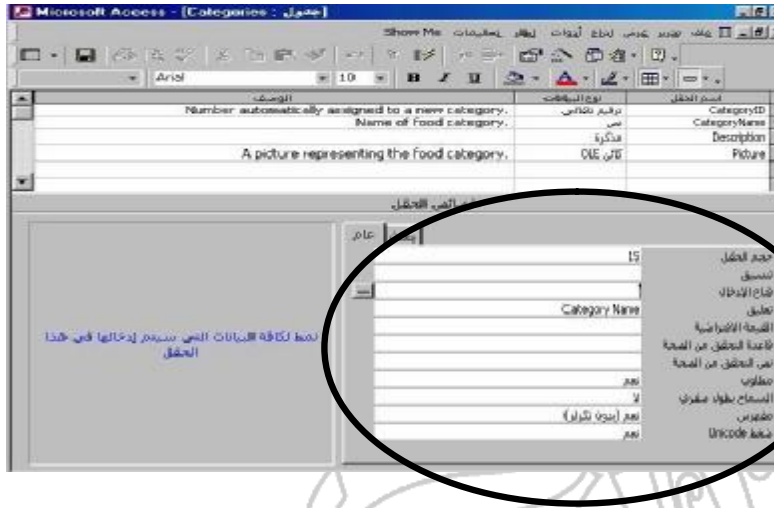 Microsoft Access - [Categories : جدول]
ملف تحرير عرض إدراج أدوات إطار تعليمات Show Me
Arial 10 B I U A
اسم الحقل نوع البيانات الوصف
CategoryID ترقيم تلقائي Number automatically assigned to a new category.
CategoryName نص Name of food category.
Description مذكرة
Picture كائن OLE A picture representing the food category.
الحقل
عام
حجم الحقل 15
تنسيق
قناع الإدخال
تعليق Category Name
القيمة الافتراضية
قاعدة التحقق من الصحة
نص التحقق من الصحة
مطلوب نعم
السماح بطول صفري لا
مفهرس نعم (بدون تكرار)
ضغط Unicode نعم
نمط لكافة البيانات التي سيتم إدخالها في هذا
الحقل